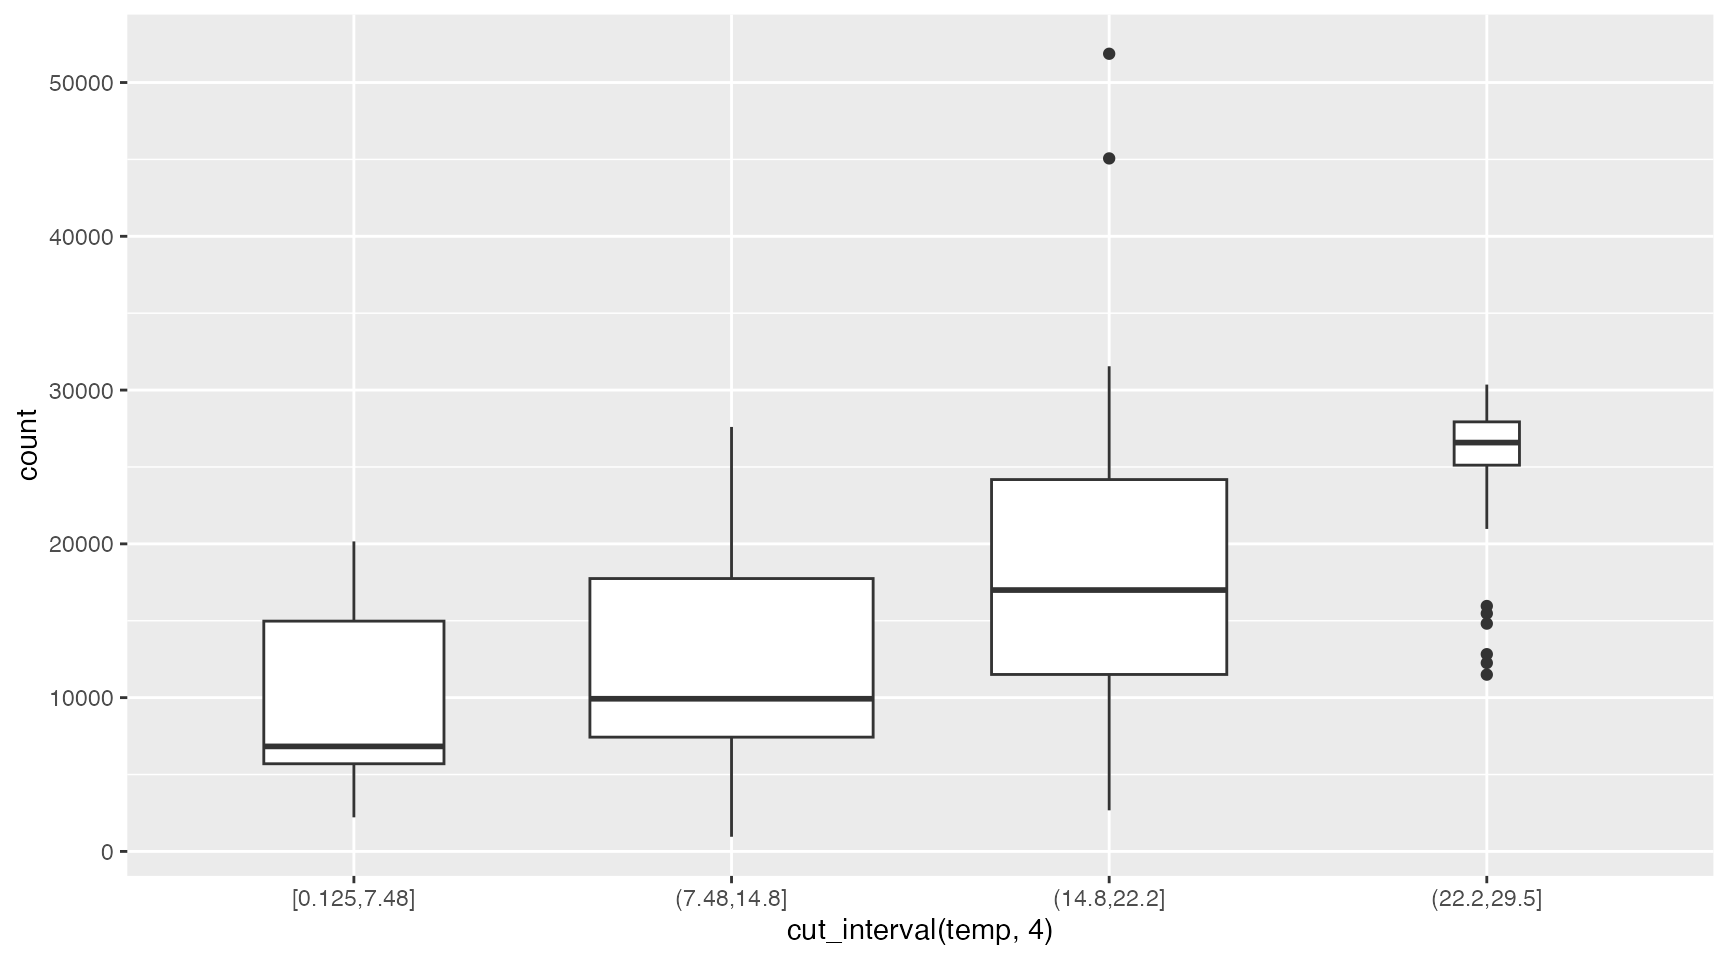 count
50000
40000
30000
20000
10000
0
[0.125,7.48] (7.48,14.8] (14.8,22.2] (22.2,29.5]
cut_interval(temp, 4)